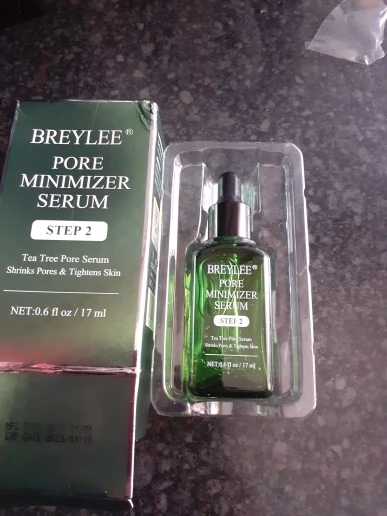 BREYLEE®
PORE
MINIMIZER
SERUM
STEP 2
Tea Tree Pore Serum
Shrinks Pores & Tightens Skin
NET:0.6 fl oz / 17 ml
BREYLEE®
PORE
MINIMIZER
SERUM
STEP 2
Tea Tree Pore Serum
Shrinks Pores & Tightens Skin
NET:0.6 fl oz / 17 ml